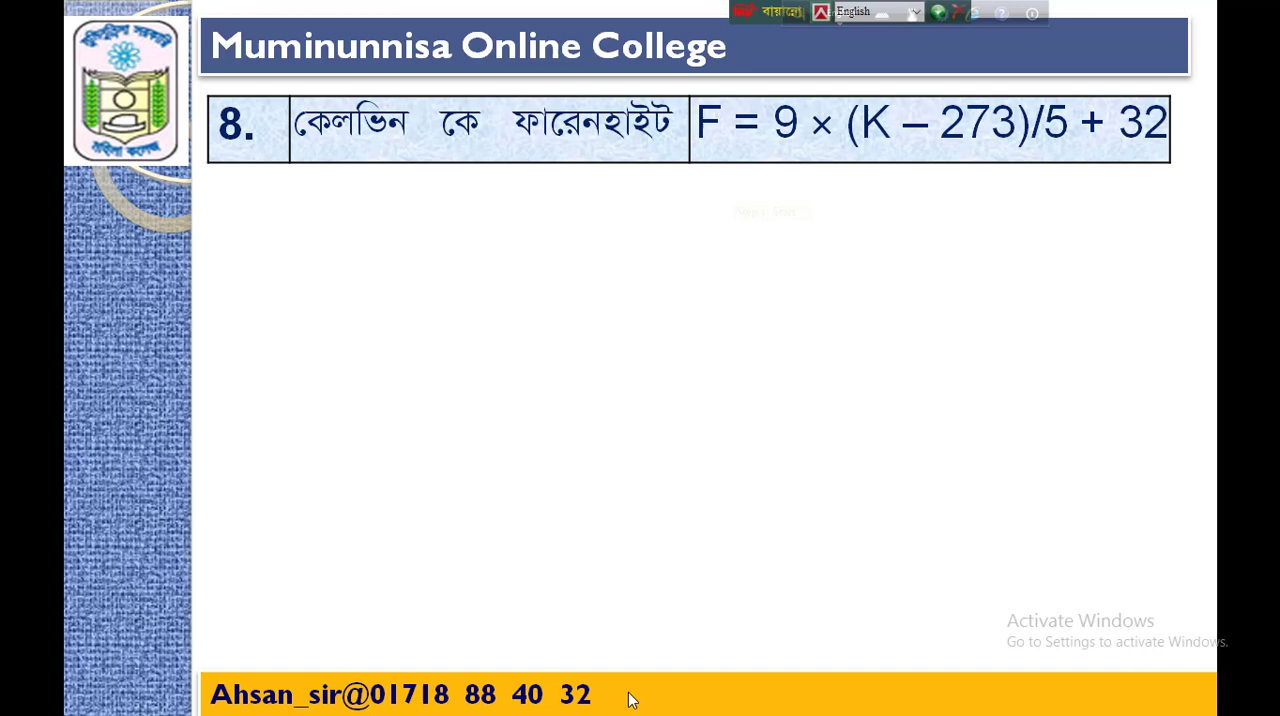 বায়ান্নো English
Muminunnisa Online College
8. কেলভিন কে ফারেনহাইট F = 9 × (K – 273)/5 + 32
Activate Windows
Go to Settings to activate Windows.
Ahsan_sir@01718 88 40 32